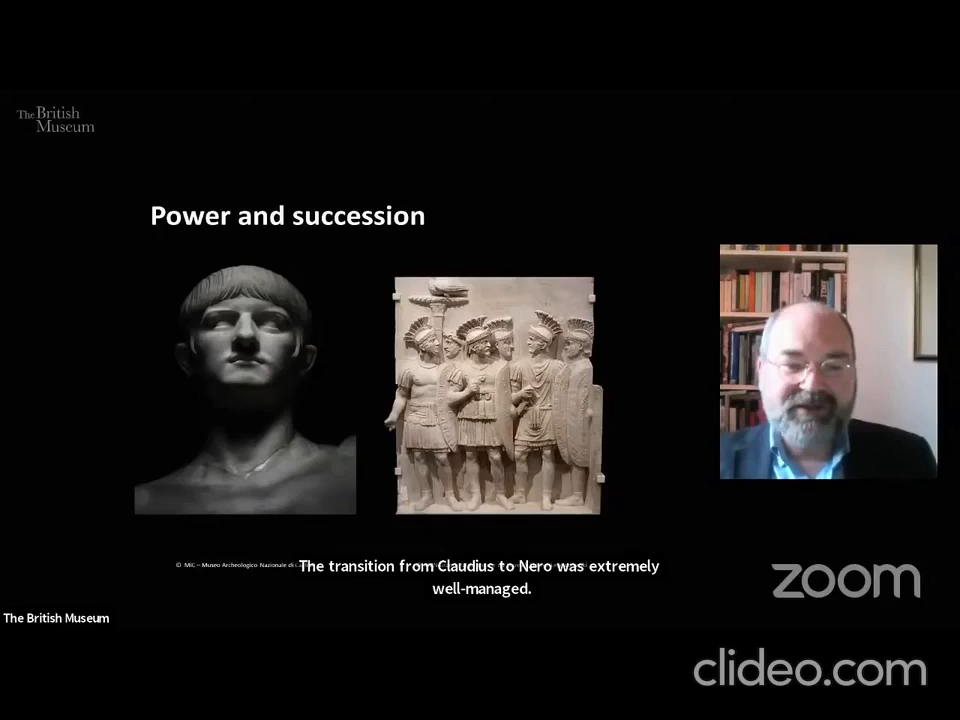 The British
Museum
Power and succession
© MiC – Museo Archeologico Nazionale di
The transition from Claudius to Nero was extremely
well-managed.
zoom
The British Museum
clideo.com